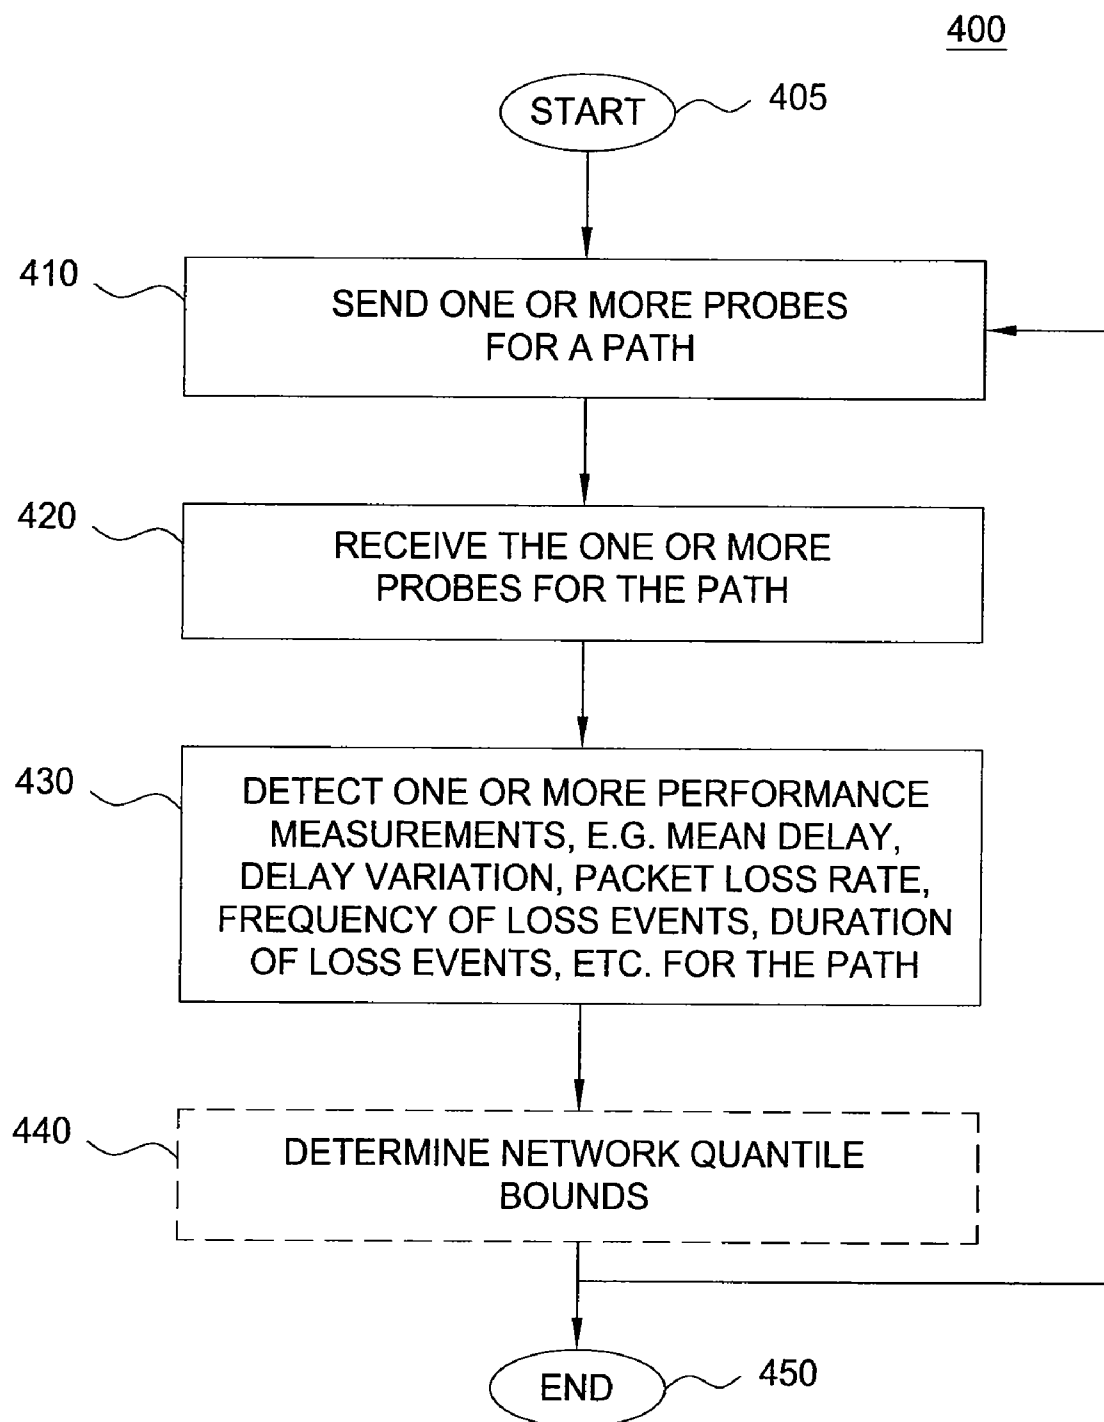 400
START
405
410
SEND ONE OR MORE PROBES
FOR A PATH
420
RECEIVE THE ONE OR MORE
PROBES FOR THE PATH
430
DETECT ONE OR MORE PERFORMANCE
MEASUREMENTS, E.G. MEAN DELAY,
DELAY VARIATION, PACKET LOSS RATE,
FREQUENCY OF LOSS EVENTS, DURATION
OF LOSS EVENTS, ETC. FOR THE PATH
440
DETERMINE NETWORK QUANTILE
BOUNDS
END
450